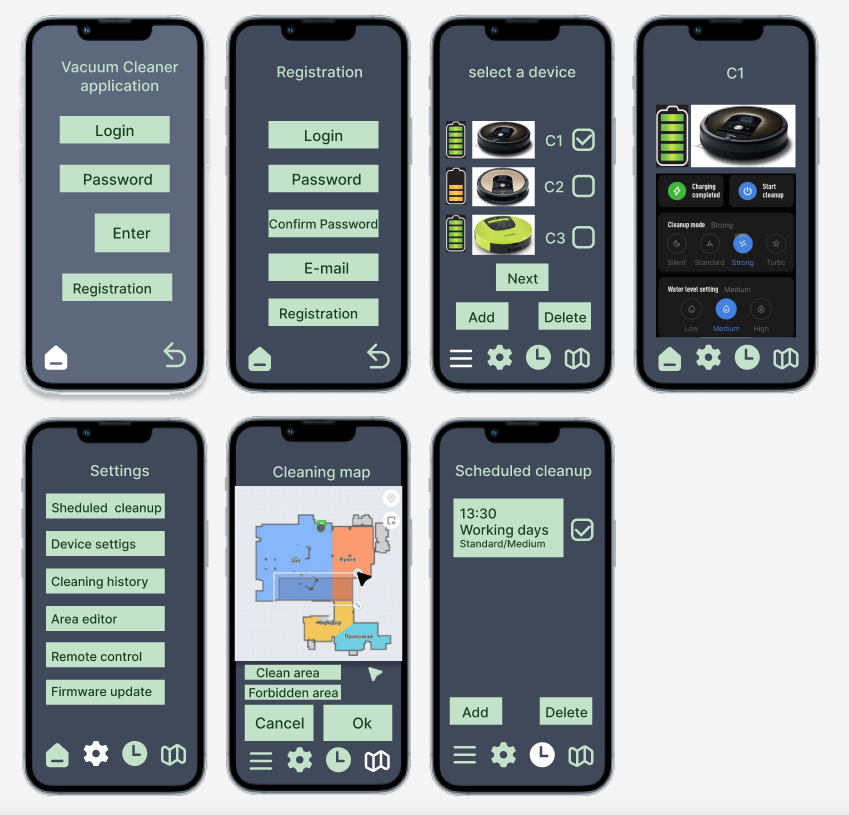 Vacuum Cleaner
application
Login
Password
Enter
Registration
Registration
Login
Password
Confirm Password
E-mail
Registration
select a device
C1
C2
C3
Next
Add
Delete
C1
Charging
completed
Start
cleanup
Cleanup mode Strong
Silent Standard Strong Turbo
Water level setting Medium
Low Medium High
Settings
Sheduled cleanup
Device settigs
Cleaning history
Area editor
Remote control
Firmware update
Cleaning map
Зал
Кухня
Коридор
Прихожая
Clean area
Forbidden area
Cancel
Ok
Scheduled cleanup
13:30
Working days
Standard/Medium
Add
Delete